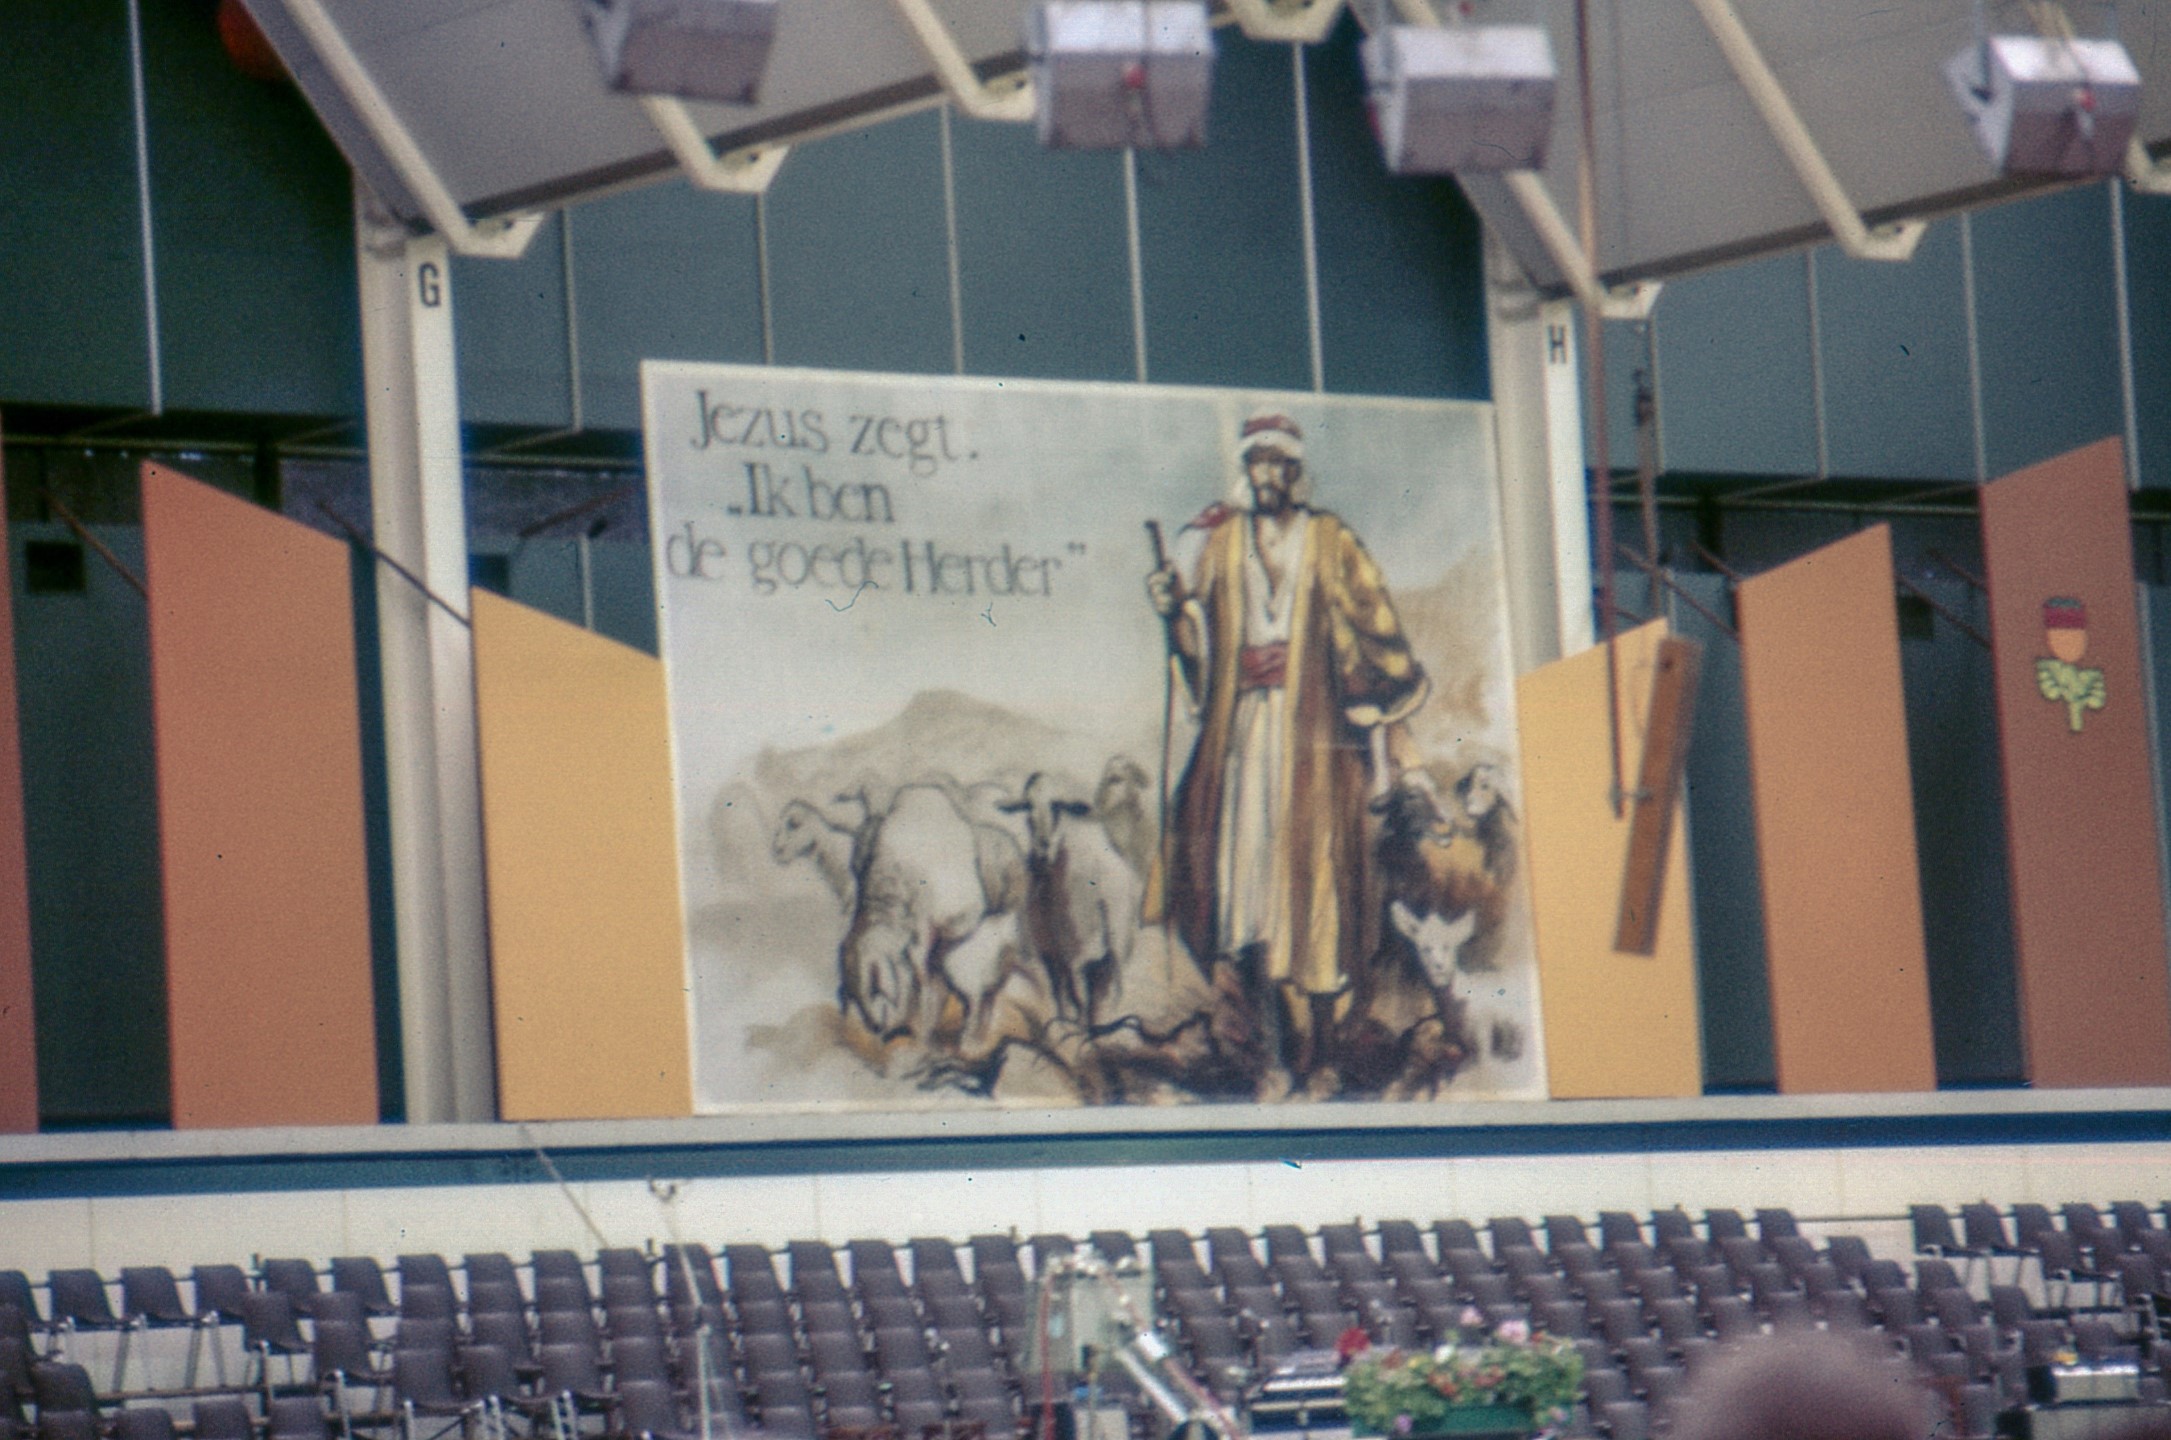 G
H
Jezus zegt.
„Ik ben
de goede Herder”